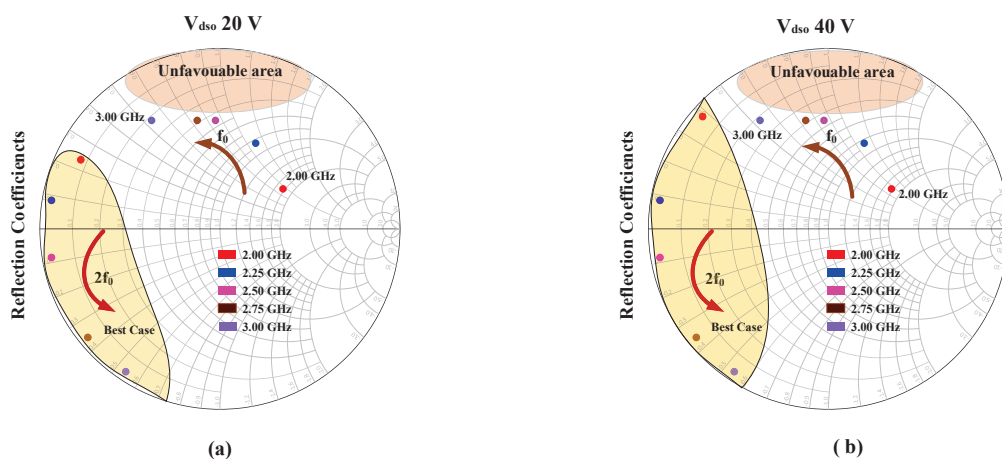 V dso 20 V
Unfavouable area
3.00 GHz
f0
2.00 GHz
Reflection Coefficiencts
2f0
Best Case
2.00 GHz
2.25 GHz
2.50 GHz
2.75 GHz
3.00 GHz
(a)
V dso 40 V
Unfavouable area
3.00 GHz
f0
2.00 GHz
Reflection Coefficients
2f0
Best Case
2.00 GHz
2.25 GHz
2.50 GHz
2.75 GHz
3.00 GHz
( b)